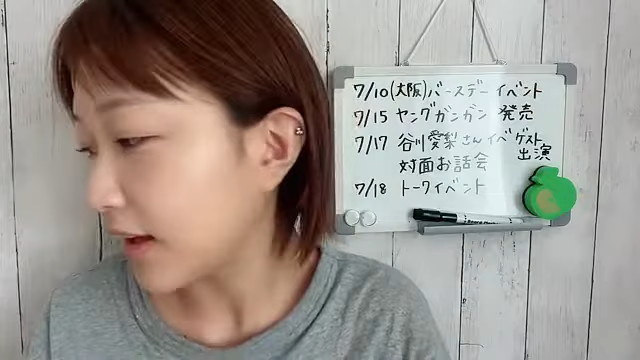 7/10(大阪)バースデーイベント
7/15 ヤングガンガン 発売
7/17 谷川愛梨さんイベ ゲスト出演
対面お話会
7/18 トークイベント